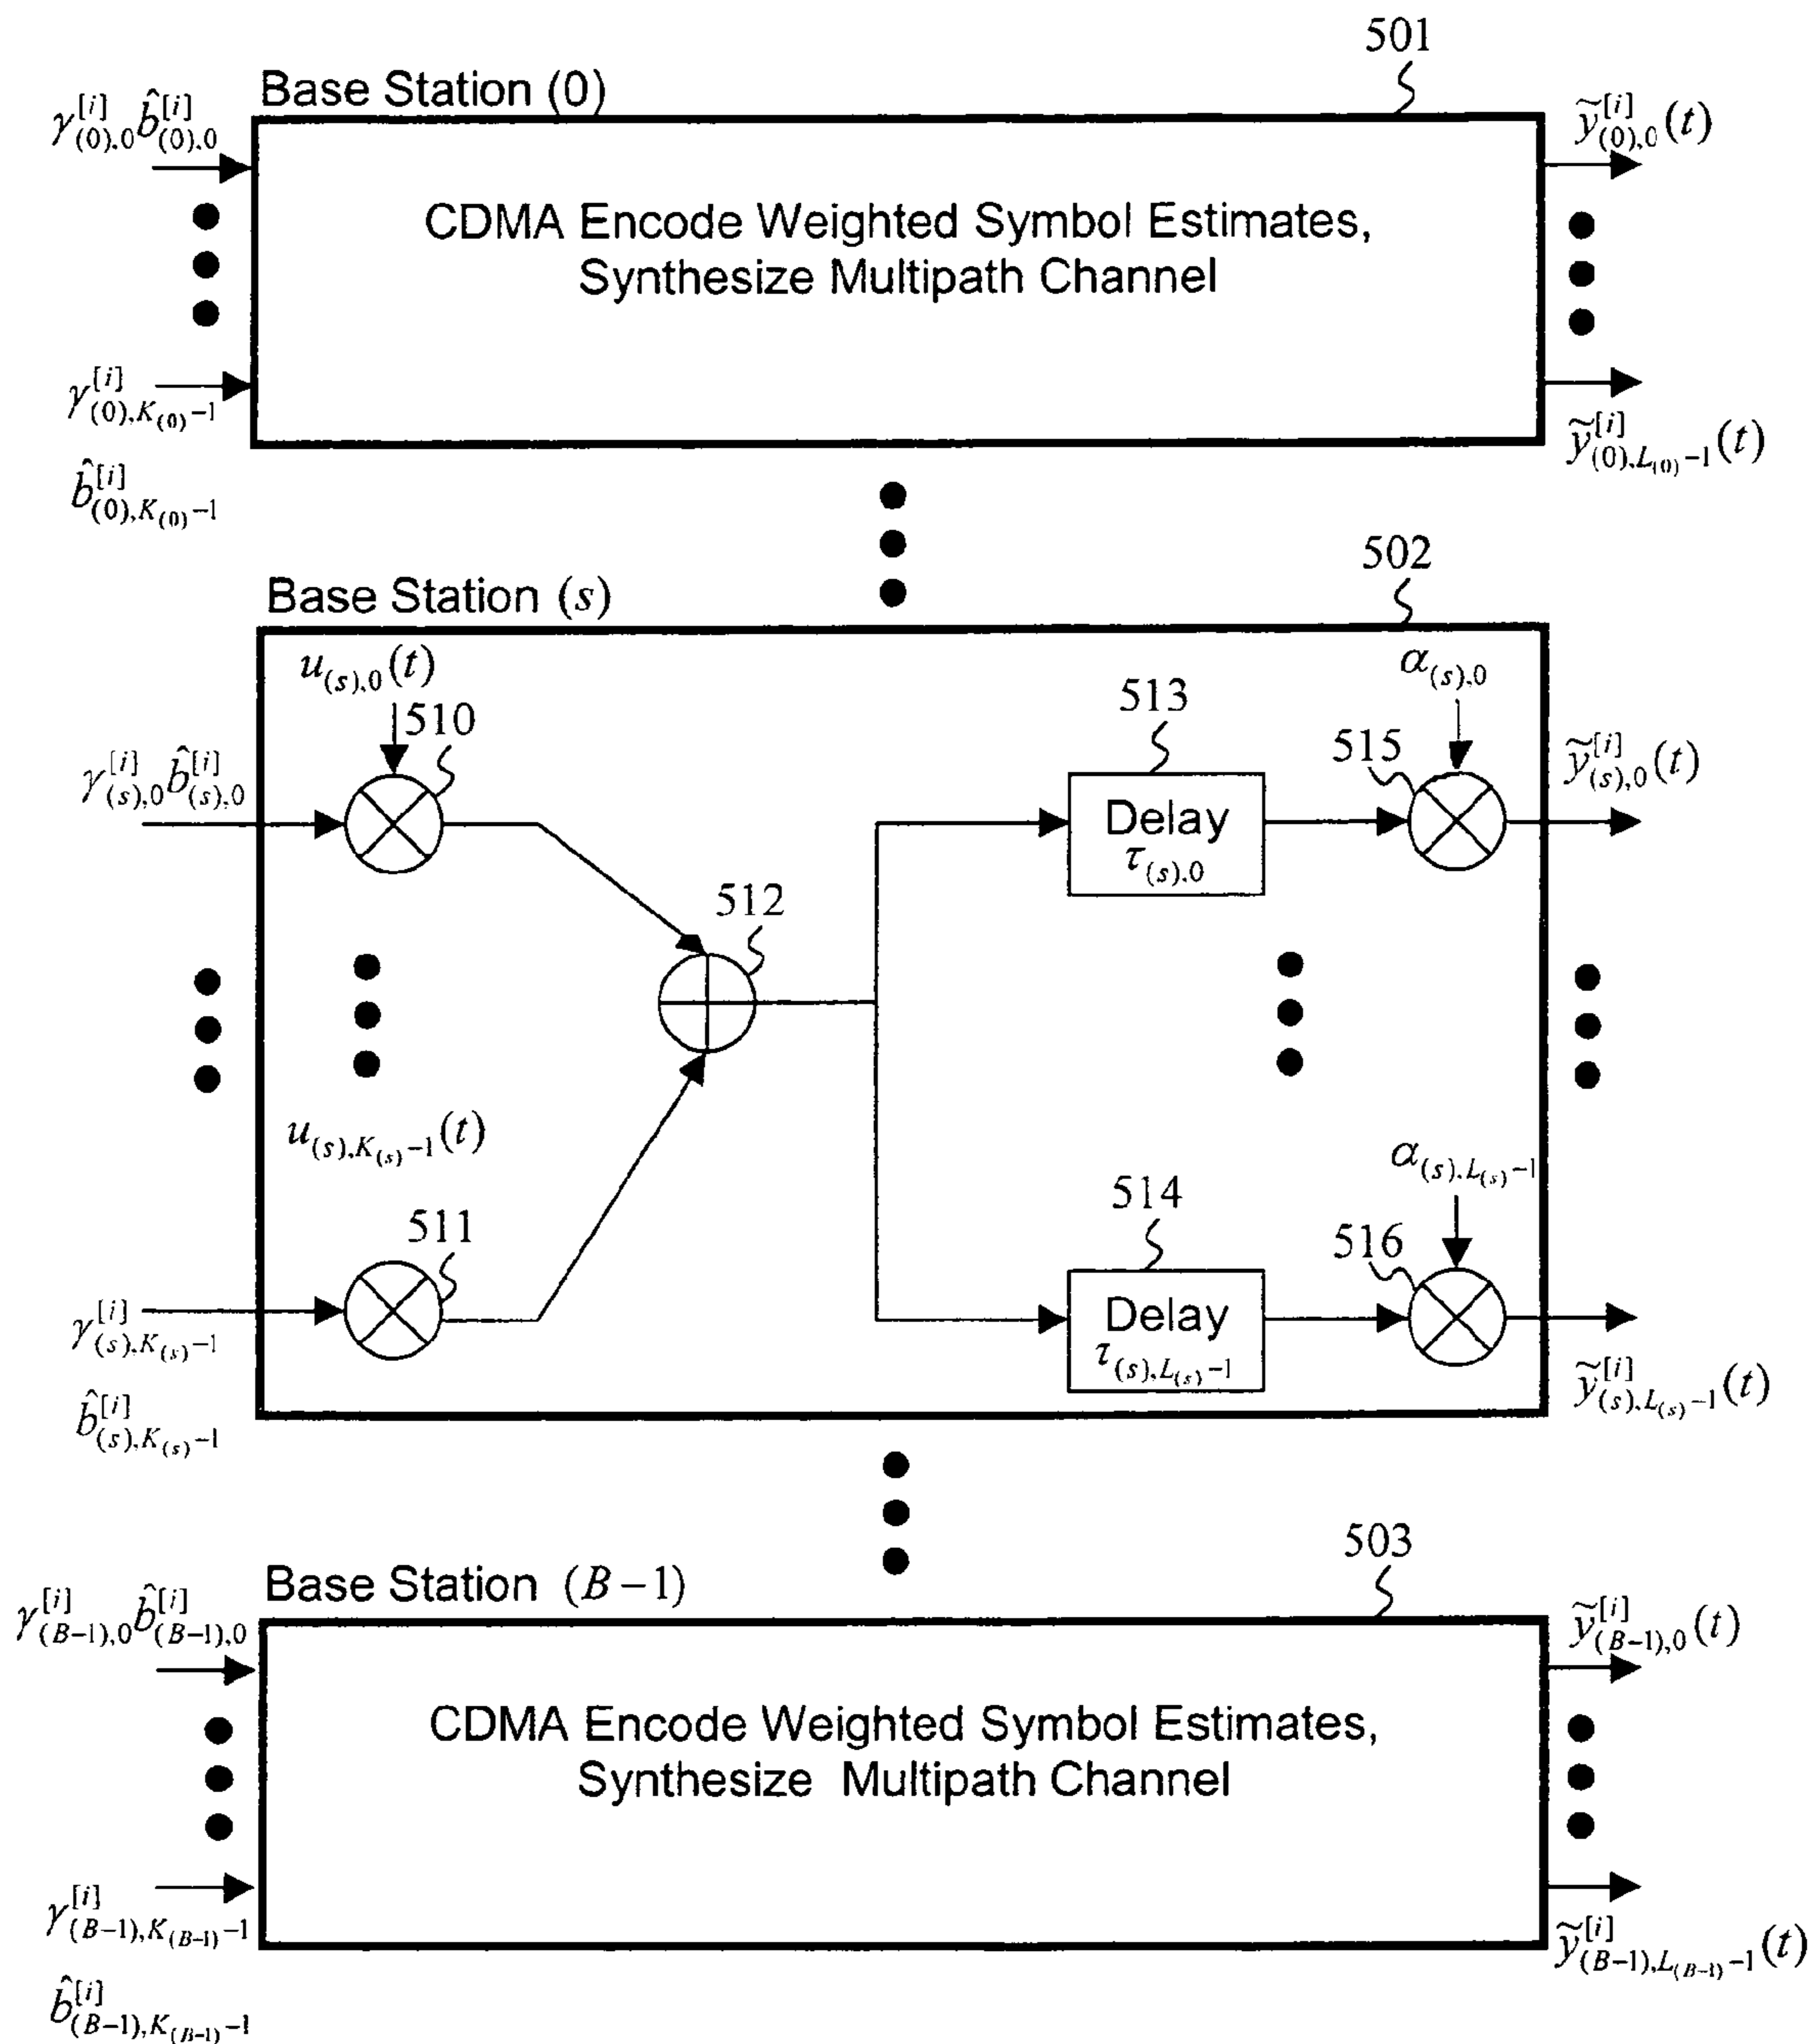 501
Base Station (0)
γ^{[i]}_{(0),0} b̂^{[i]}_{(0),0}
ỹ^{[i]}_{(0),0}(t)
CDMA Encode Weighted Symbol Estimates,
Synthesize Multipath Channel
γ^{[i]}_{(0),K_{(0)}-1}
b̂^{[i]}_{(0),K_{(0)}-1}
ỹ^{[i]}_{(0),L_{(0)}-1}(t)
502
Base Station (s)
u_{(s),0}(t)
510
513
α_{(s),0}
515
γ^{[i]}_{(s),0} b̂^{[i]}_{(s),0}
Delay
τ_{(s),0}
ỹ^{[i]}_{(s),0}(t)
512
u_{(s),K_{(s)}-1}(t)
α_{(s),L_{(s)}-1}
511
514
516
γ^{[i]}_{(s),K_{(s)}-1}
b̂^{[i]}_{(s),K_{(s)}-1}
Delay
τ_{(s),L_{(s)}-1}
ỹ^{[i]}_{(s),L_{(s)}-1}(t)
503
Base Station (B-1)
γ^{[i]}_{(B-1),0} b̂^{[i]}_{(B-1),0}
ỹ^{[i]}_{(B-1),0}(t)
CDMA Encode Weighted Symbol Estimates,
Synthesize Multipath Channel
γ^{[i]}_{(B-1),K_{(B-1)}-1}
b̂^{[i]}_{(B-1),K_{(B-1)}-1}
ỹ^{[i]}_{(B-1),L_{(B-1)}-1}(t)